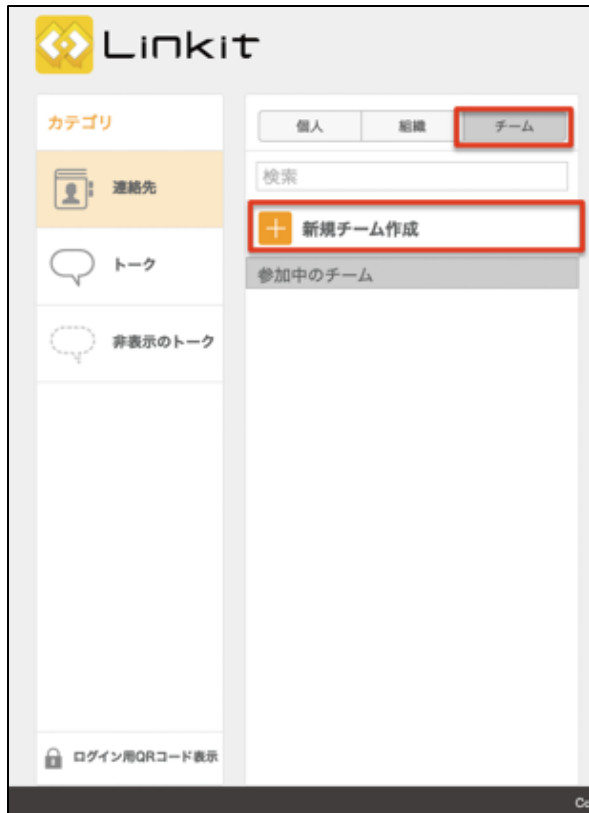 Linkit
カテゴリ
連絡先
トーク
非表示のトーク
ログイン用QRコード表示
個人 組織 チーム
検索
新規チーム作成
参加中のチーム